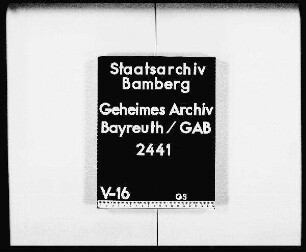 Staatsarchiv
Bamberg
Geheimes Archiv
Bayreuth / GAB
2441
V-16